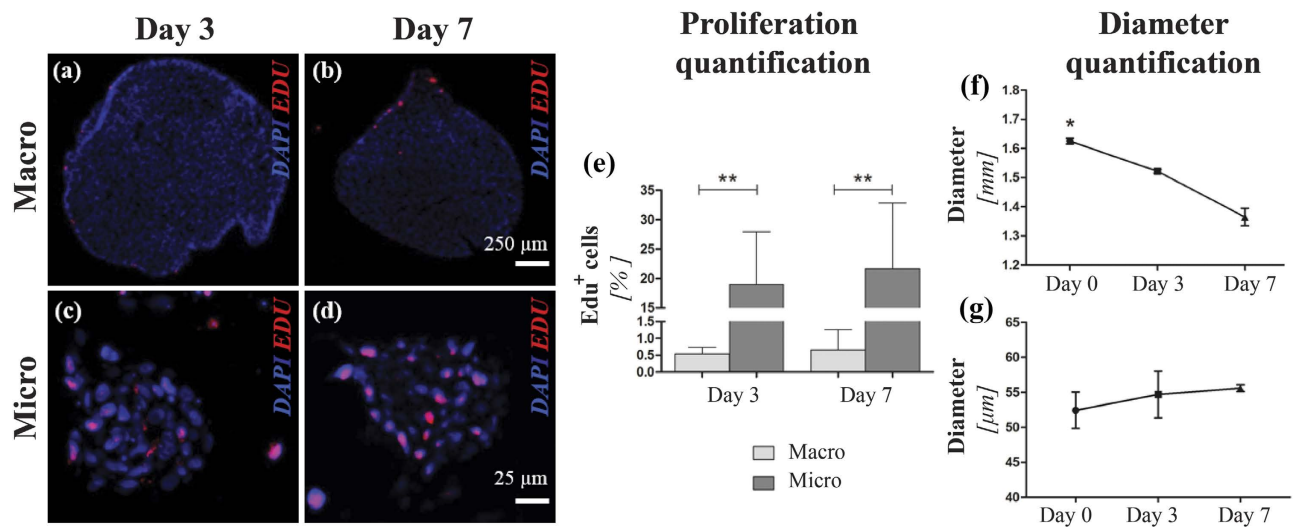 Day 3
Day 7
Proliferation
quantification
Diameter
quantification
Macro
Micro
(a)
DAPI EDU
(b)
DAPI EDU
250 µm
(c)
DAPI EDU
(d)
DAPI EDU
25 µm
(e)
Edu+ cells
[%]
**
**
35
30
25
20
15
1.5
1.0
0.5
0.0
Day 3
Day 7
Macro
Micro
(f)
Diameter
[mm]
*
1.8
1.7
1.6
1.5
1.4
1.3
1.2
Day 0
Day 3
Day 7
(g)
Diameter
[µm]
65
60
55
50
45
40
Day 0
Day 3
Day 7